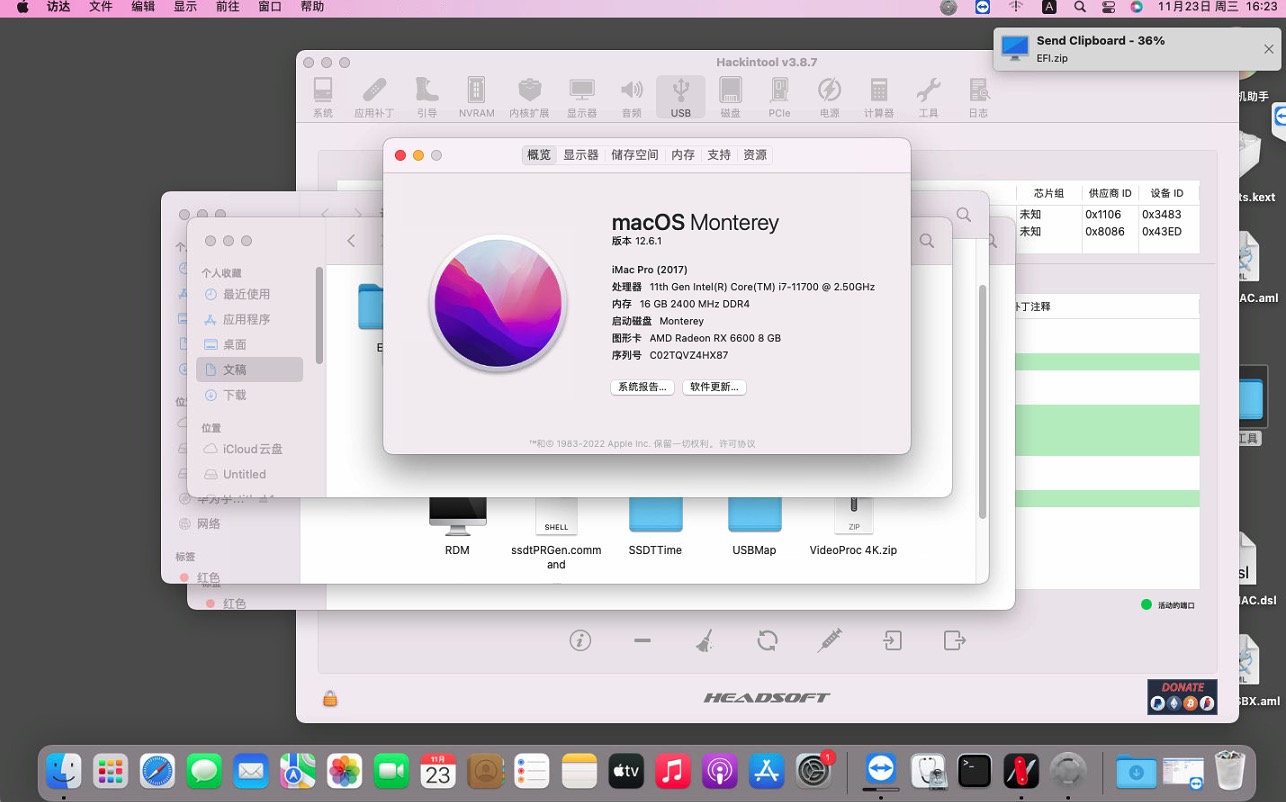 访达 文件 编辑 显示 前往 窗口 帮助
A 11月23日 周三 16:23
Send Clipboard - 36%
EFI.zip
Hackintool v3.8.7
系统 应用补丁 引导 NVRAM 内核扩展 显示器 音频 USB 磁盘 PCIe 电源 计算器 工具 日志
机助手
概览 显示器 储存空间 内存 支持 资源
芯片组 供应商 ID 设备 ID
未知 0x1106 0x3483
未知 0x8086 0x43ED
ts.kext
macOS Monterey
版本 12.6.1
iMac Pro (2017)
处理器 11th Gen Intel(R) Core(TM) i7-11700 @ 2.50GHz
内存 16 GB 2400 MHz DDR4
启动磁盘 Monterey
图形卡 AMD Radeon RX 6600 8 GB
序列号 C02TQVZ4HX87
系统报告... 软件更新...
™和© 1983-2022 Apple Inc. 保留一切权利。许可协议
个人收藏
最近使用
应用程序
桌面
文稿
下载
位置
iCloud云盘
Untitled
网络
标签
红色
红色
E
补丁注释
AC.aml
工具
SHELL
ZIP
RDM
ssdtPRGen.comm
and
SSDTTime
USBMap
VideoProc 4K.zip
sl
AC.dsl
活动的端口
HEADSOFT
DONATE
SBX.aml
11月
23
tv
1